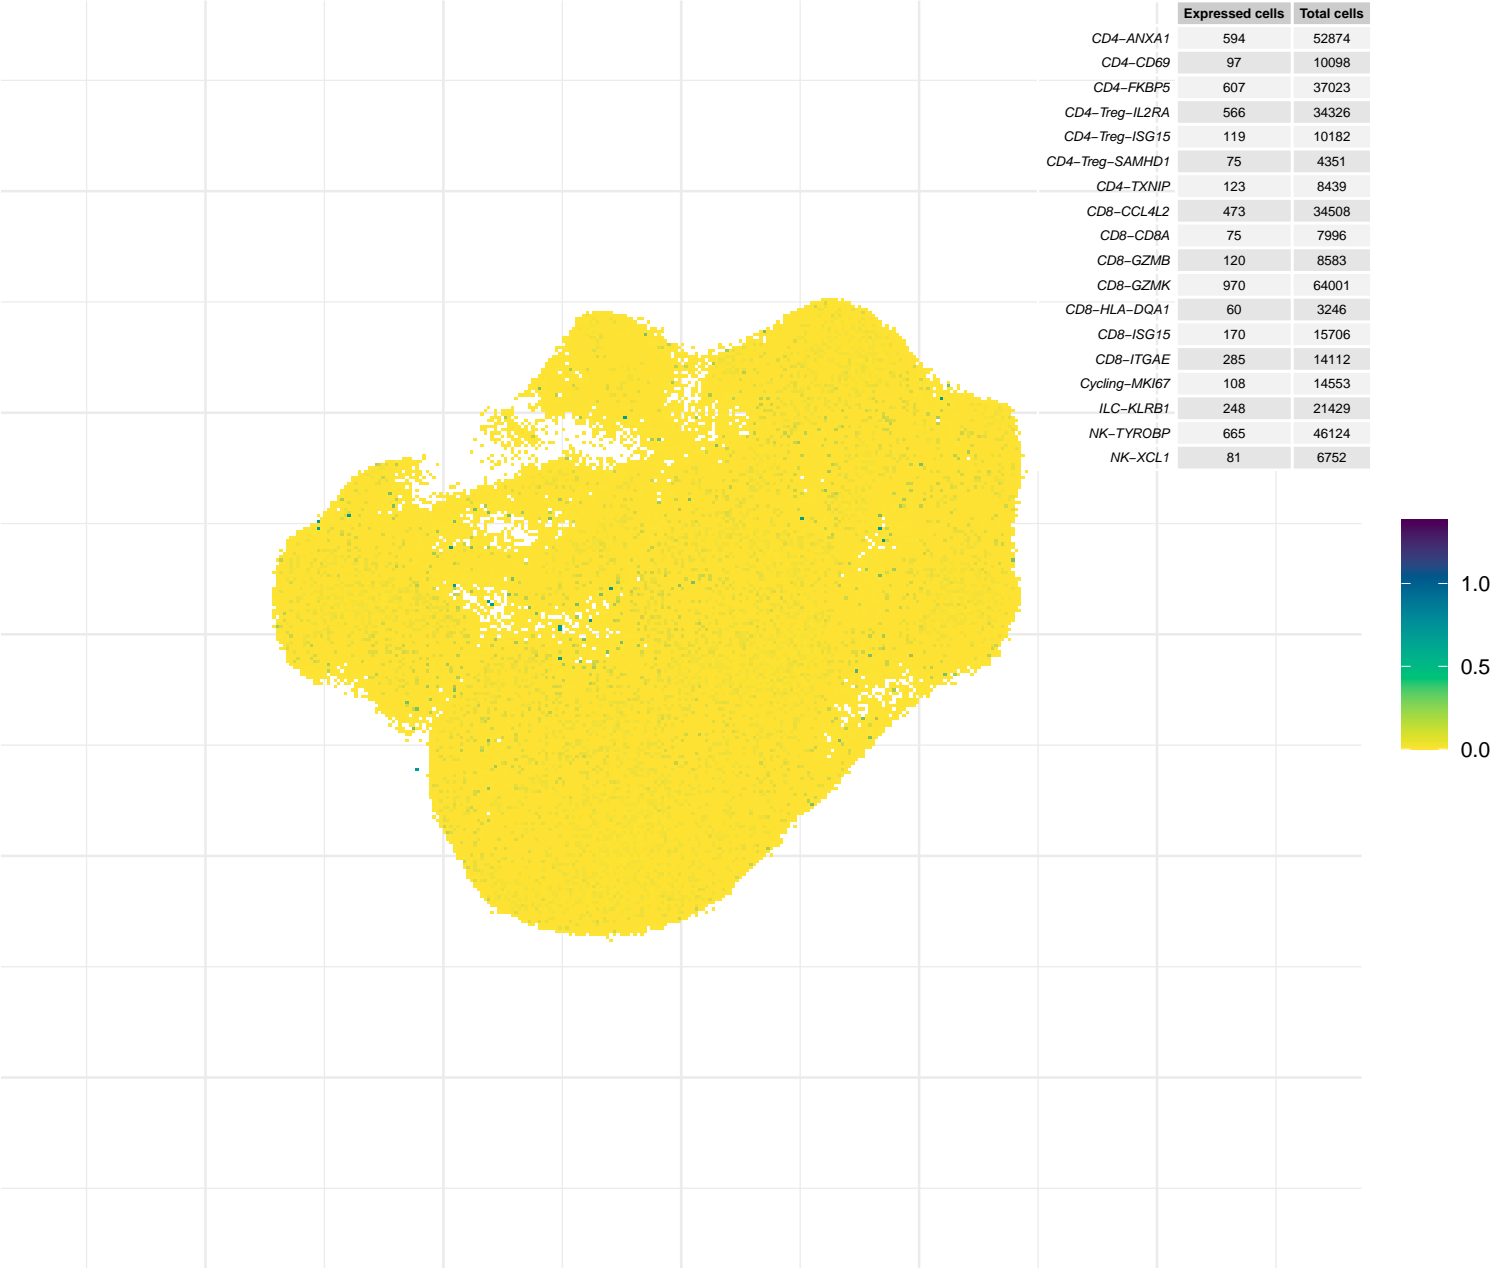 Expressed cells Total cells
CD4−ANXA1 594 52874
CD4−CD69 97 10098
CD4−FKBP5 607 37023
CD4−Treg−IL2RA 566 34326
CD4−Treg−ISG15 119 10182
CD4−Treg−SAMHD1 75 4351
CD4−TXNIP 123 8439
CD8−CCL4L2 473 34508
CD8−CD8A 75 7996
CD8−GZMB 120 8583
CD8−GZMK 970 64001
CD8−HLA−DQA1 60 3246
CD8−ISG15 170 15706
CD8−ITGAE 285 14112
Cycling−MKI67 108 14553
ILC−KLRB1 248 21429
NK−TYROBP 665 46124
NK−XCL1 81 6752
1.0
0.5
0.0